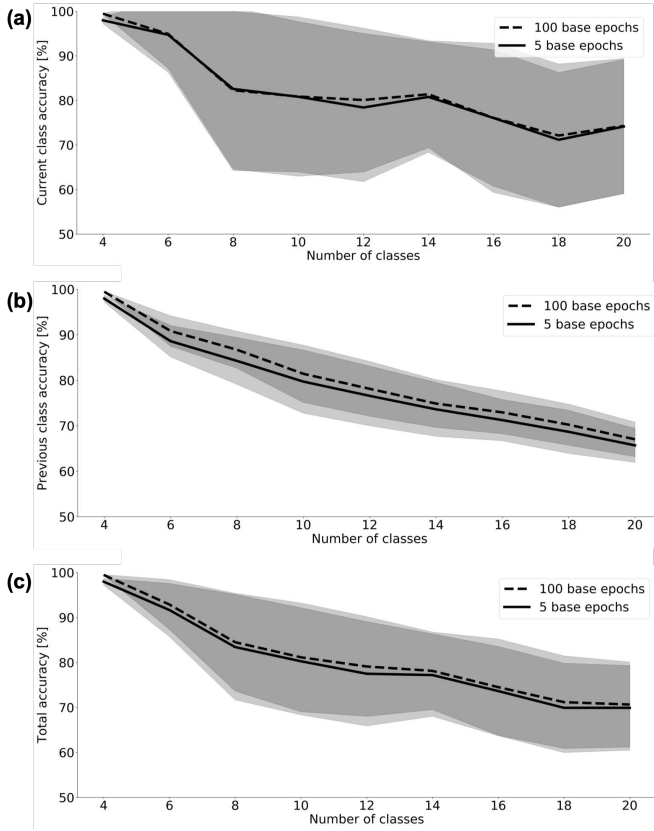 (a)
Current class accuracy [%]
100
90
80
70
60
50
100 base epochs
5 base epochs
4 6 8 10 12 14 16 18 20
Number of classes
(b)
Previous class accuracy [%]
100
90
80
70
60
50
100 base epochs
5 base epochs
4 6 8 10 12 14 16 18 20
Number of classes
(c)
Total accuracy [%]
100
90
80
70
60
50
100 base epochs
5 base epochs
4 6 8 10 12 14 16 18 20
Number of classes